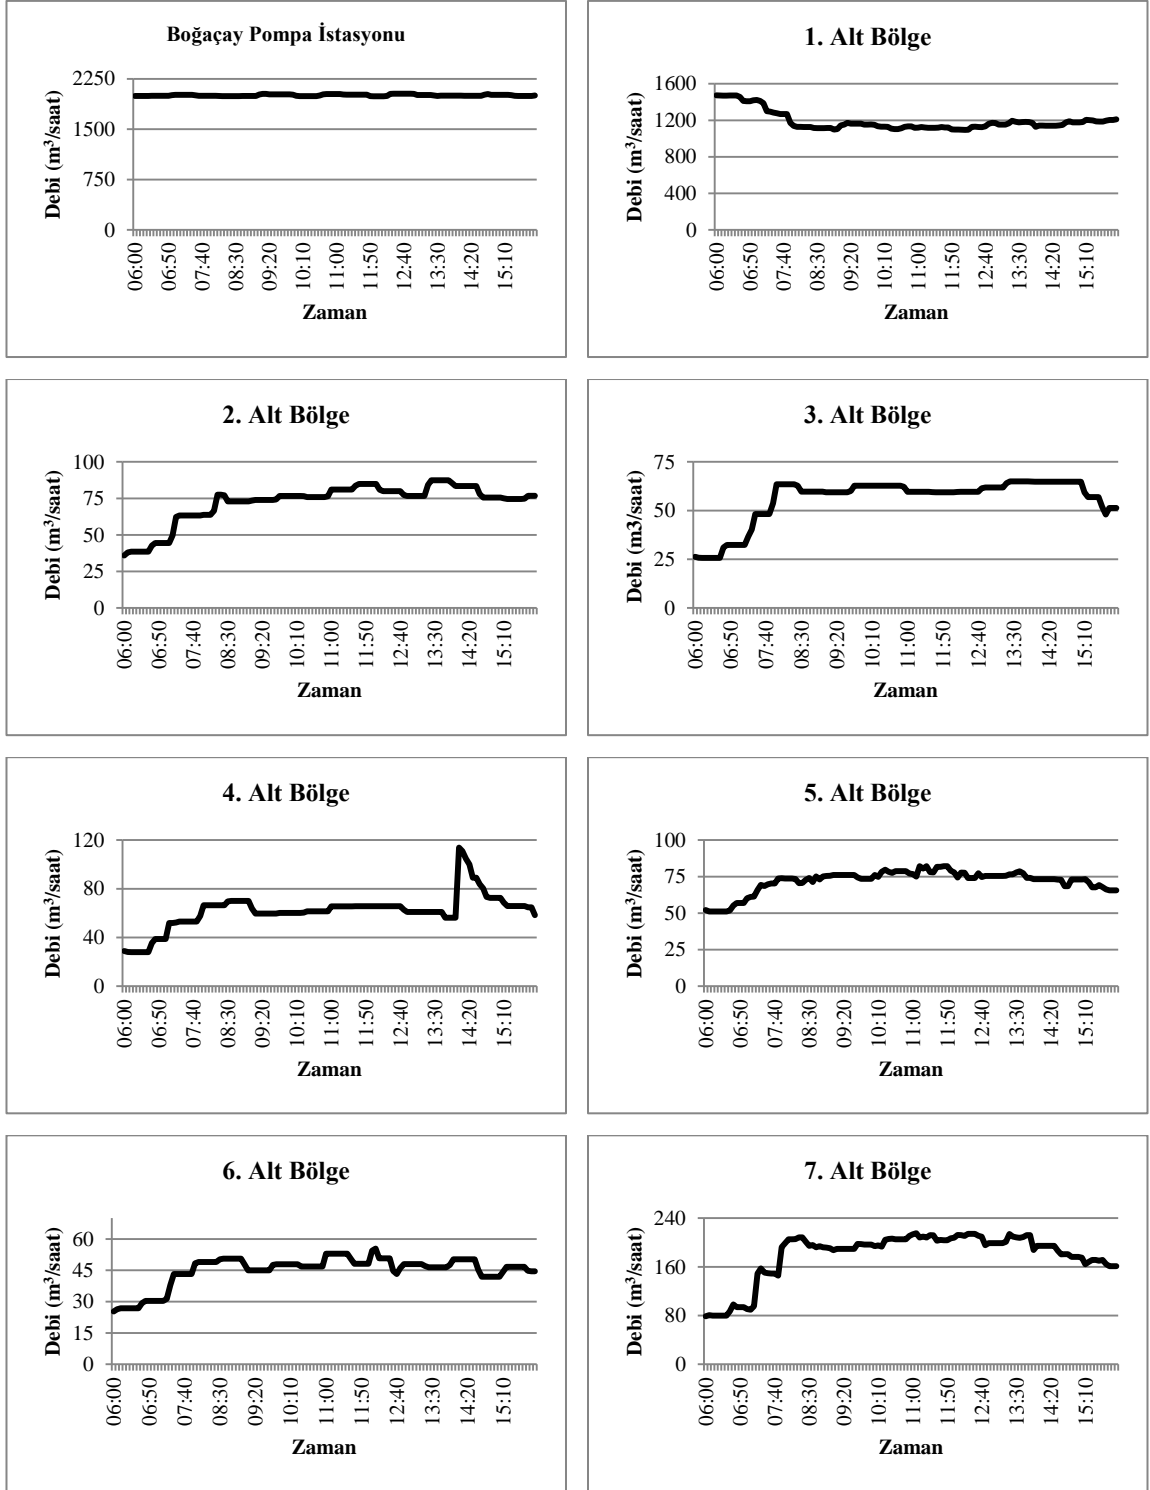 Boğaçay Pompa İstasyonu
Debi (m³/saat)
2250
1500
750
0
06:00 06:50 07:40 08:30 09:20 10:10 11:00 11:50 12:40 13:30 14:20 15:10
Zaman
1. Alt Bölge
Debi (m³/saat)
1600
1200
800
400
0
06:00 06:50 07:40 08:30 09:20 10:10 11:00 11:50 12:40 13:30 14:20 15:10
Zaman
2. Alt Bölge
Debi (m³/saat)
100
75
50
25
0
06:00 06:50 07:40 08:30 09:20 10:10 11:00 11:50 12:40 13:30 14:20 15:10
Zaman
3. Alt Bölge
Debi (m3/saat)
75
50
25
0
06:00 06:50 07:40 08:30 09:20 10:10 11:00 11:50 12:40 13:30 14:20 15:10
Zaman
4. Alt Bölge
Debi (m³/saat)
120
80
40
0
06:00 06:50 07:40 08:30 09:20 10:10 11:00 11:50 12:40 13:30 14:20 15:10
Zaman
5. Alt Bölge
Debi (m³/saat)
100
75
50
25
0
06:00 06:50 07:40 08:30 09:20 10:10 11:00 11:50 12:40 13:30 14:20 15:10
Zaman
6. Alt Bölge
Debi (m³/saat)
60
45
30
15
0
06:00 06:50 07:40 08:30 09:20 10:10 11:00 11:50 12:40 13:30 14:20 15:10
Zaman
7. Alt Bölge
Debi (m³/saat)
240
160
80
0
06:00 06:50 07:40 08:30 09:20 10:10 11:00 11:50 12:40 13:30 14:20 15:10
Zaman